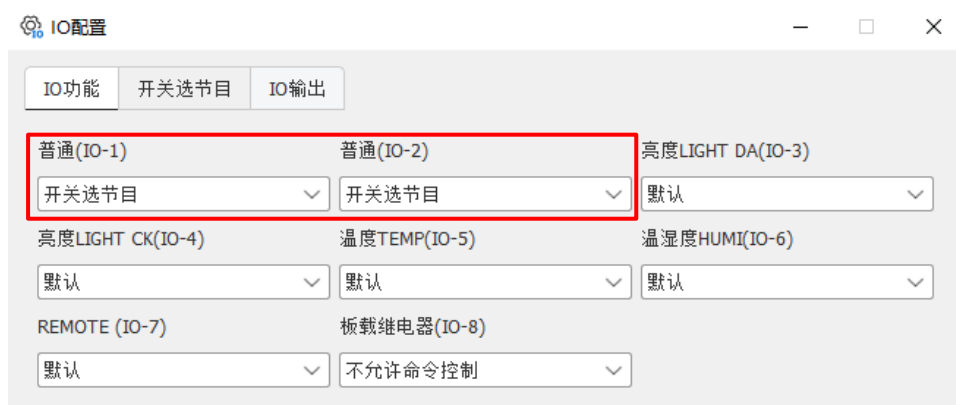 IO配置
IO功能 开关选节目 IO输出
普通(IO-1) 普通(IO-2) 亮度LIGHT DA(IO-3)
开关选节目 开关选节目 默认
亮度LIGHT CK(IO-4) 温度TEMP(IO-5) 温湿度HUMI(IO-6)
默认 默认 默认
REMOTE (IO-7) 板载继电器(IO-8)
默认 不允许命令控制